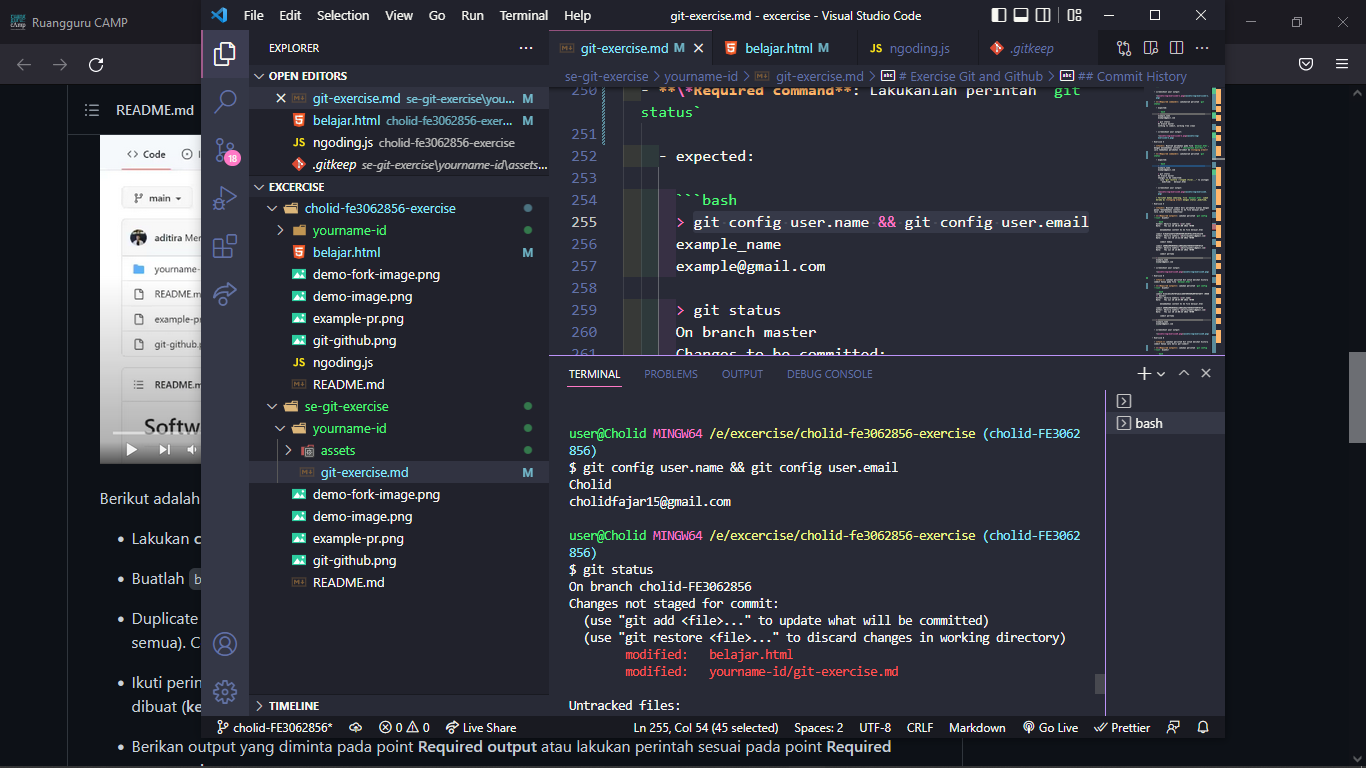 Ruangguru CAMP
File Edit Selection View Go Run Terminal Help
git-exercise.md - excercise - Visual Studio Code
README.md
Code
main
aditira Mer
yourname-
README.m
example-pr
git-github.p
README.m
Softw
Berikut adalah
Lakukan c
Buatlah b
Duplicate
semua). C
Ikuti perin
dibuat (ke
Berikan output yang diminta pada point Required output atau lakukan perintah sesuai pada point Required
EXPLORER
OPEN EDITORS
git-exercise.md se-git-exercise\you... M
belajar.html cholid-fe3062856-exer... M
ngoding.js cholid-fe3062856-exercise
.gitkeep se-git-exercise\yourname-id\assets...
EXCERCISE
cholid-fe3062856-exercise
yourname-id
belajar.html M
demo-fork-image.png
demo-image.png
example-pr.png
git-github.png
ngoding.js
README.md
se-git-exercise
yourname-id
assets
git-exercise.md M
demo-fork-image.png
demo-image.png
example-pr.png
git-github.png
README.md
TIMELINE
18
git-exercise.md M
belajar.html M
ngoding.js
.gitkeep
se-git-exercise > yourname-id > git-exercise.md > # Exercise Git and Github > ## Commit History
250 - **\*Required command**: Lakukanlah perintah `git
status`
251
252 - expected:
253
254 ```bash
255 > git config user.name && git config user.email
256 example_name
257 example@gmail.com
258
259 > git status
260 On branch master
261 Changes to be committed:
TERMINAL PROBLEMS OUTPUT DEBUG CONSOLE
bash
user@Cholid MINGW64 /e/excercise/cholid-fe3062856-exercise (cholid-FE3062
856)
$ git config user.name && git config user.email
Cholid
cholidfajar15@gmail.com
user@Cholid MINGW64 /e/excercise/cholid-fe3062856-exercise (cholid-FE3062
856)
$ git status
On branch cholid-FE3062856
Changes not staged for commit:
(use "git add <file>..." to update what will be committed)
(use "git restore <file>..." to discard changes in working directory)
modified: belajar.html
modified: yourname-id/git-exercise.md
Untracked files:
cholid-FE3062856* 0 0 Live Share
Ln 255, Col 54 (45 selected) Spaces: 2 UTF-8 CRLF Markdown Go Live Prettier